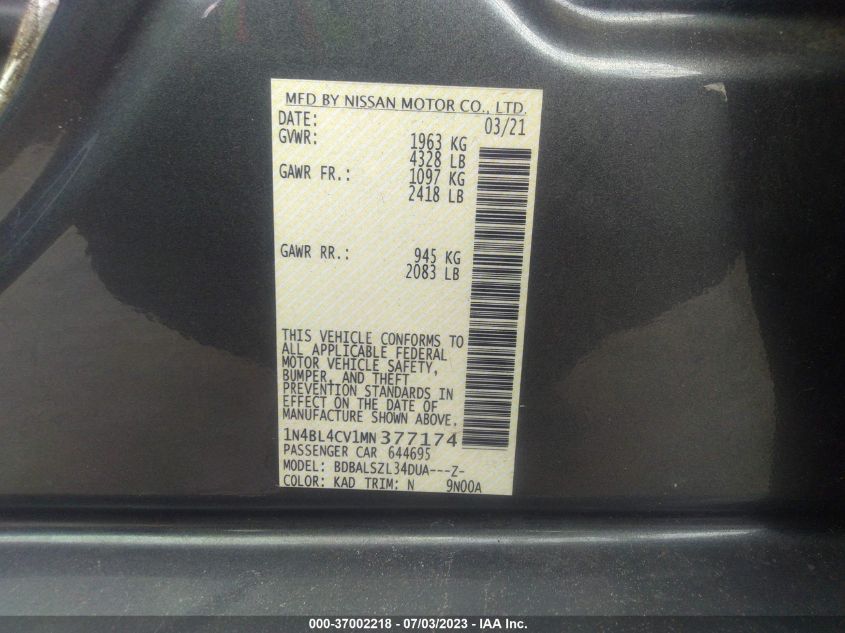 MFD BY NISSAN MOTOR CO., LTD.
DATE: 03/21
GVWR: 1963 KG
4328 LB
GAWR FR.: 1097 KG
2418 LB
GAWR RR.: 945 KG
2083 LB
THIS VEHICLE CONFORMS TO
ALL APPLICABLE FEDERAL
MOTOR VEHICLE SAFETY,
BUMPER, AND THEFT
PREVENTION STANDARDS IN
EFFECT ON THE DATE OF
MANUFACTURE SHOWN ABOVE.
1N4BL4CV1MN377174
PASSENGER CAR 644695
MODEL: BDBALSZL34DUA---Z-
COLOR: KAD TRIM: N 9N00A
000-37002218 - 07/03/2023 - IAA Inc.